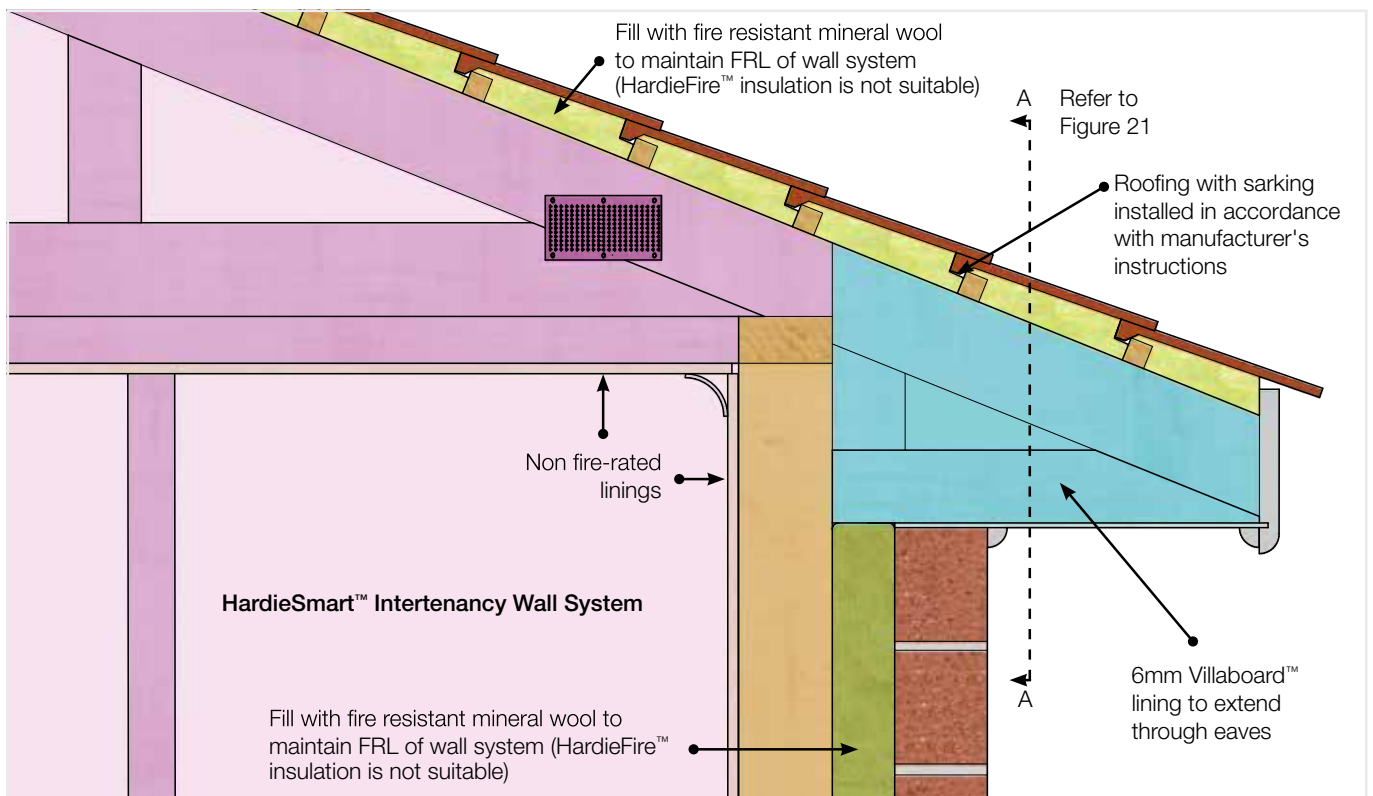 Fill with fire resistant mineral wool
to maintain FRL of wall system
(HardieFire™ insulation is not suitable)
A
Refer to
Figure 21
Roofing with sarking
installed in accordance
with manufacturer's
instructions
Non fire-rated
linings
HardieSmart™ Intertenancy Wall System
6mm Villaboard™
lining to extend
through eaves
A
Fill with fire resistant mineral wool to
maintain FRL of wall system (HardieFire™
insulation is not suitable)